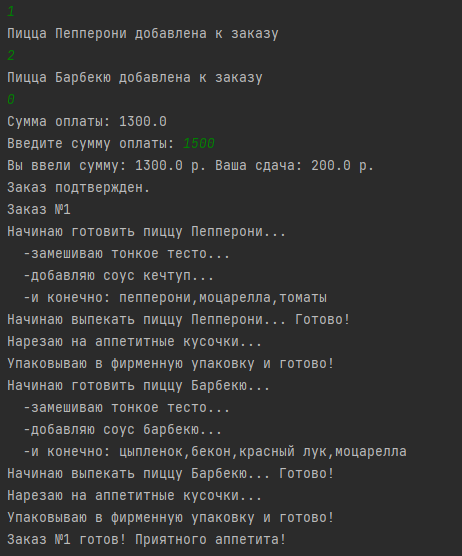 1
Пицца Пепперони добавлена к заказу
2
Пицца Барбекю добавлена к заказу
0
Сумма оплаты: 1300.0
Введите сумму оплаты: 1500
Вы ввели сумму: 1300.0 р. Ваша сдача: 200.0 р.
Заказ подтвержден.
Заказ №1
Начинаю готовить пиццу Пепперони...
-замешиваю тонкое тесто...
-добавляю соус кечтуп...
-и конечно: пепперони,моцарелла,томаты
Начинаю выпекать пиццу Пепперони... Готово!
Нарезаю на аппетитные кусочки...
Упаковываю в фирменную упаковку и готово!
Начинаю готовить пиццу Барбекю...
-замешиваю тонкое тесто...
-добавляю соус барбекю...
-и конечно: цыпленок,бекон,красный лук,моцарелла
Начинаю выпекать пиццу Барбекю... Готово!
Нарезаю на аппетитные кусочки...
Упаковываю в фирменную упаковку и готово!
Заказ №1 готов! Приятного аппетита!